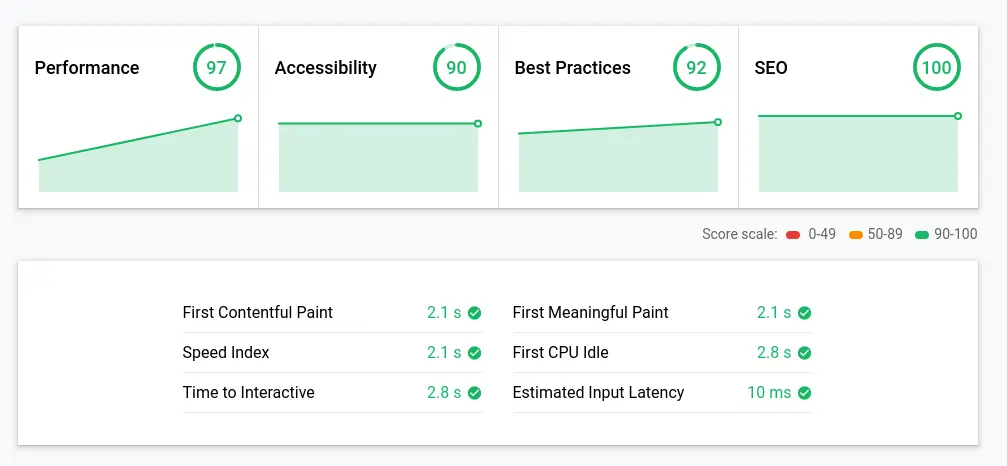 Performance 97 Accessibility 90 Best Practices 92 SEO 100
Score scale: 0-49 50-89 90-100
First Contentful Paint 2.1 s First Meaningful Paint 2.1 s
Speed Index 2.1 s First CPU Idle 2.8 s
Time to Interactive 2.8 s Estimated Input Latency 10 ms